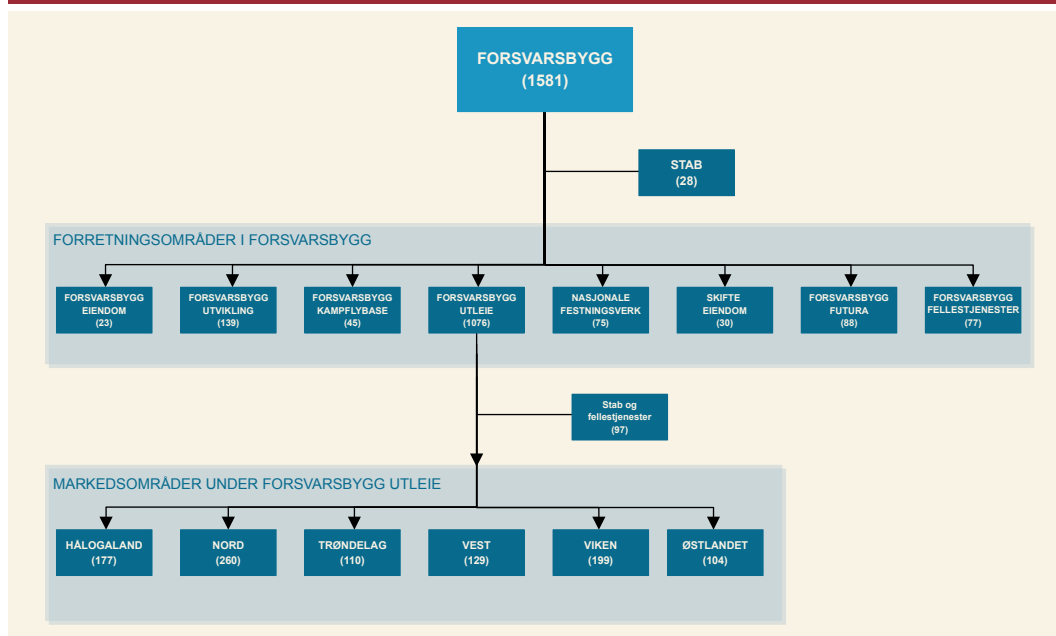 FORSVARSBYGG
(1581)
STAB
(28)
FORRETNINGSOMRÅDER I FORSVARSBYGG
FORSVARSBYGG
EIENDOM
(23)
FORSVARSBYGG
UTVIKLING
(139)
FORSVARSBYGG
KAMPFLYBASE
(45)
FORSVARSBYGG
UTLEIE
(1076)
NASJONALE
FESTNINGSVERK
(75)
SKIFTE
EIENDOM
(30)
FORSVARSBYGG
FUTURA
(88)
FORSVARSBYGG
FELLESTJENESTER
(77)
Stab og
fellestjenester
(97)
MARKEDSOMRÅDER UNDER FORSVARSBYGG UTLEIE
HÅLOGALAND
(177)
NORD
(260)
TRØNDELAG
(110)
VEST
(129)
VIKEN
(199)
ØSTLANDET
(104)